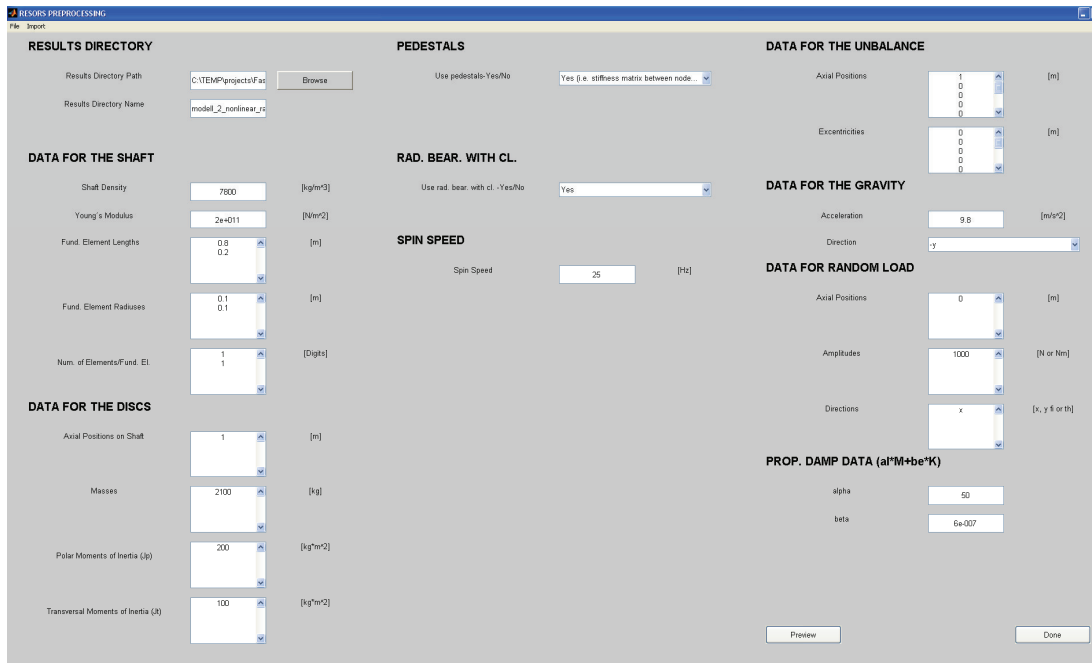 RESORS PREPROCESSING
File Import
RESULTS DIRECTORY
Results Directory Path C:\TEMP\projects\Fas Browse
Results Directory Name modell_2_nonlinear_ra
DATA FOR THE SHAFT
Shaft Density 7800 [kg/m^3]
Young´s Modulus 2e+011 [N/m^2]
Fund. Element Lengths 0.8 [m]
0.2
Fund. Element Radiuses 0.1 [m]
0.1
Num. of Elements/Fund. El. 1 [Digits]
1
DATA FOR THE DISCS
Axial Positions on Shaft 1 [m]
Masses 2100 [kg]
Polar Moments of Inertia (Jp) 200 [kg*m^2]
Transversal Moments of Inertia (Jt) 100 [kg*m^2]
PEDESTALS
Use pedestals-Yes/No Yes (i.e. stiffness matrix between node...
RAD. BEAR. WITH CL.
Use rad. bear. with cl. -Yes/No Yes
SPIN SPEED
Spin Speed 25 [Hz]
DATA FOR THE UNBALANCE
Axial Positions 1 [m]
0
0
0
0
Excentricities 0 [m]
0
0
0
0
DATA FOR THE GRAVITY
Acceleration 9.8 [m/s^2]
Direction -y
DATA FOR RANDOM LOAD
Axial Positions 0 [m]
Amplitudes 1000 [N or Nm]
Directions x [x, y fi or th]
PROP. DAMP DATA (al*M+be*K)
alpha 50
beta 6e-007
Preview Done